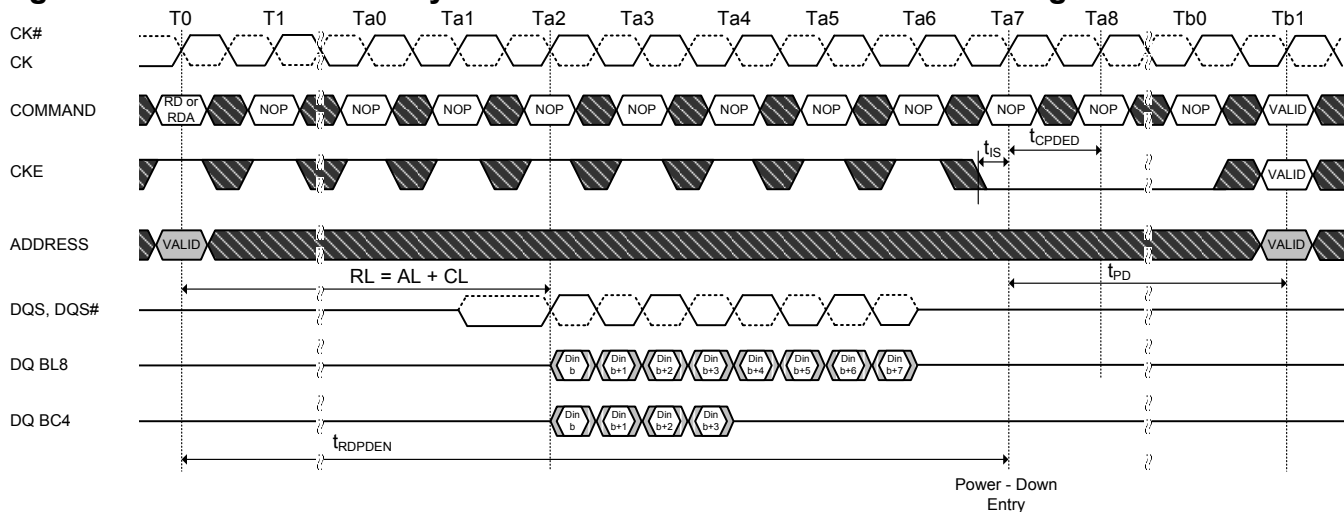 T0 T1 Ta0 Ta1 Ta2 Ta3 Ta4 Ta5 Ta6 Ta7 Ta8 Tb0 Tb1
CK#
CK
COMMAND
RD or
RDA
NOP NOP NOP NOP NOP NOP NOP NOP NOP NOP NOP VALID
tIS
tCPDED
CKE
VALID
ADDRESS
VALID
VALID
RL = AL + CL
tPD
DQS, DQS#
DQ BL8
Din
b
Din
b+1
Din
b+2
Din
b+3
Din
b+4
Din
b+5
Din
b+6
Din
b+7
DQ BC4
Din
b
Din
b+1
Din
b+2
Din
b+3
tRDPDEN
Power - Down
Entry